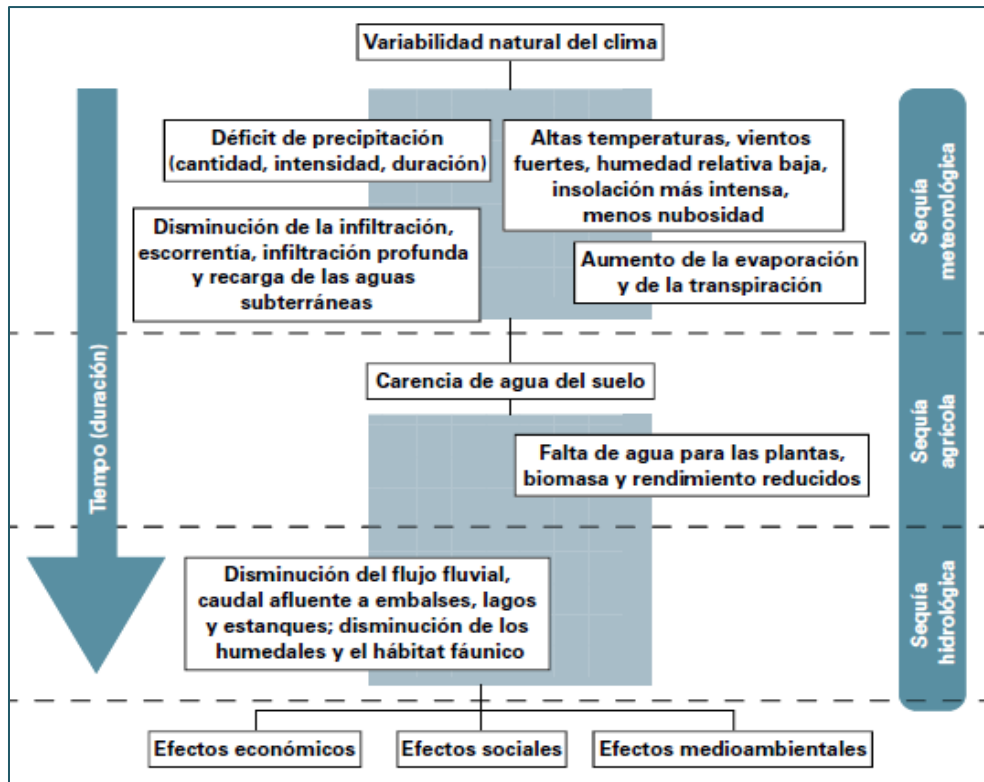 Variabilidad natural del clima
Déficit de precipitación
(cantidad, intensidad, duración)
Altas temperaturas, vientos
fuertes, humedad relativa baja,
insolación más intensa,
menos nubosidad
Disminución de la infiltración,
escorrentía, infiltración profunda
y recarga de las aguas
subterráneas
Aumento de la evaporación
y de la transpiración
Sequía
meteorológica
Tiempo (duración)
Carencia de agua del suelo
Falta de agua para las plantas,
biomasa y rendimiento reducidos
Sequía
agrícola
Disminución del flujo fluvial,
caudal afluente a embalses, lagos
y estanques; disminución de los
humedales y el hábitat fáunico
Sequía
hidrológica
Efectos económicos
Efectos sociales
Efectos medioambientales